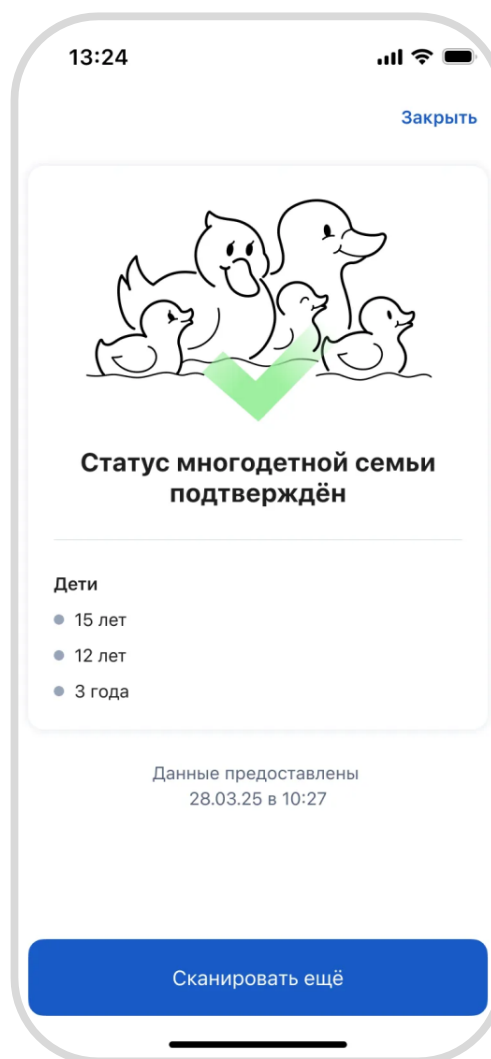 13:24
Закрыть
Статус многодетной семьи
подтверждён
Дети
15 лет
12 лет
3 года
Данные предоставлены
28.03.25 в 10:27
Сканировать ещё